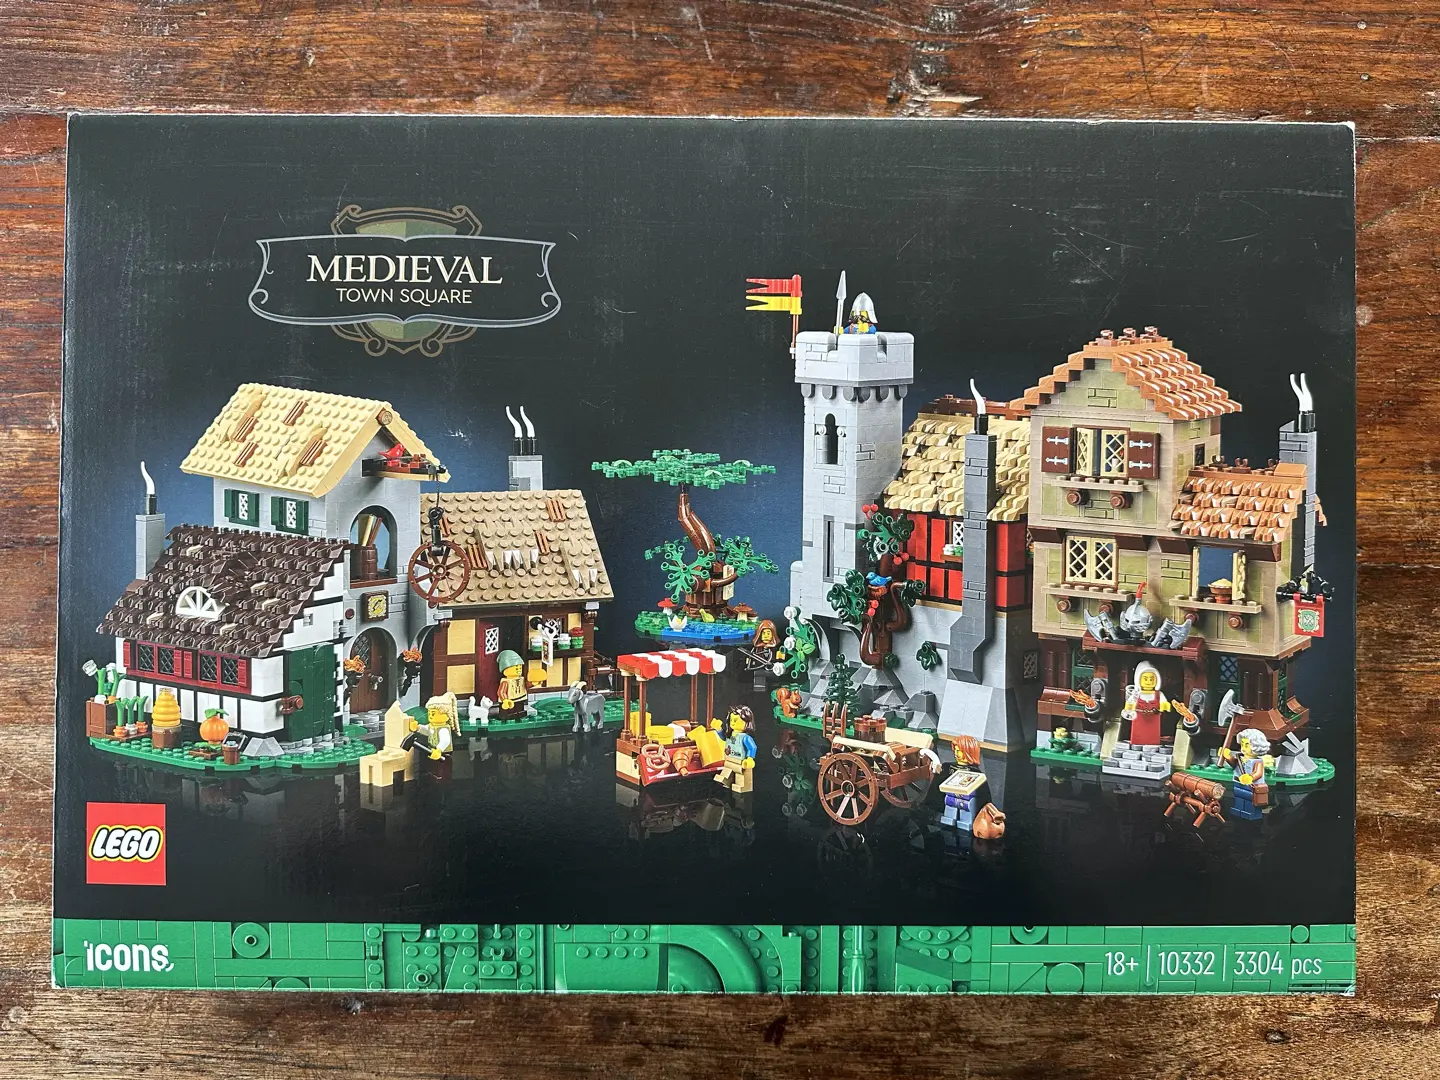 MEDIEVAL
TOWN SQUARE
LEGO
icons
18+ | 10332 | 3304 pcs